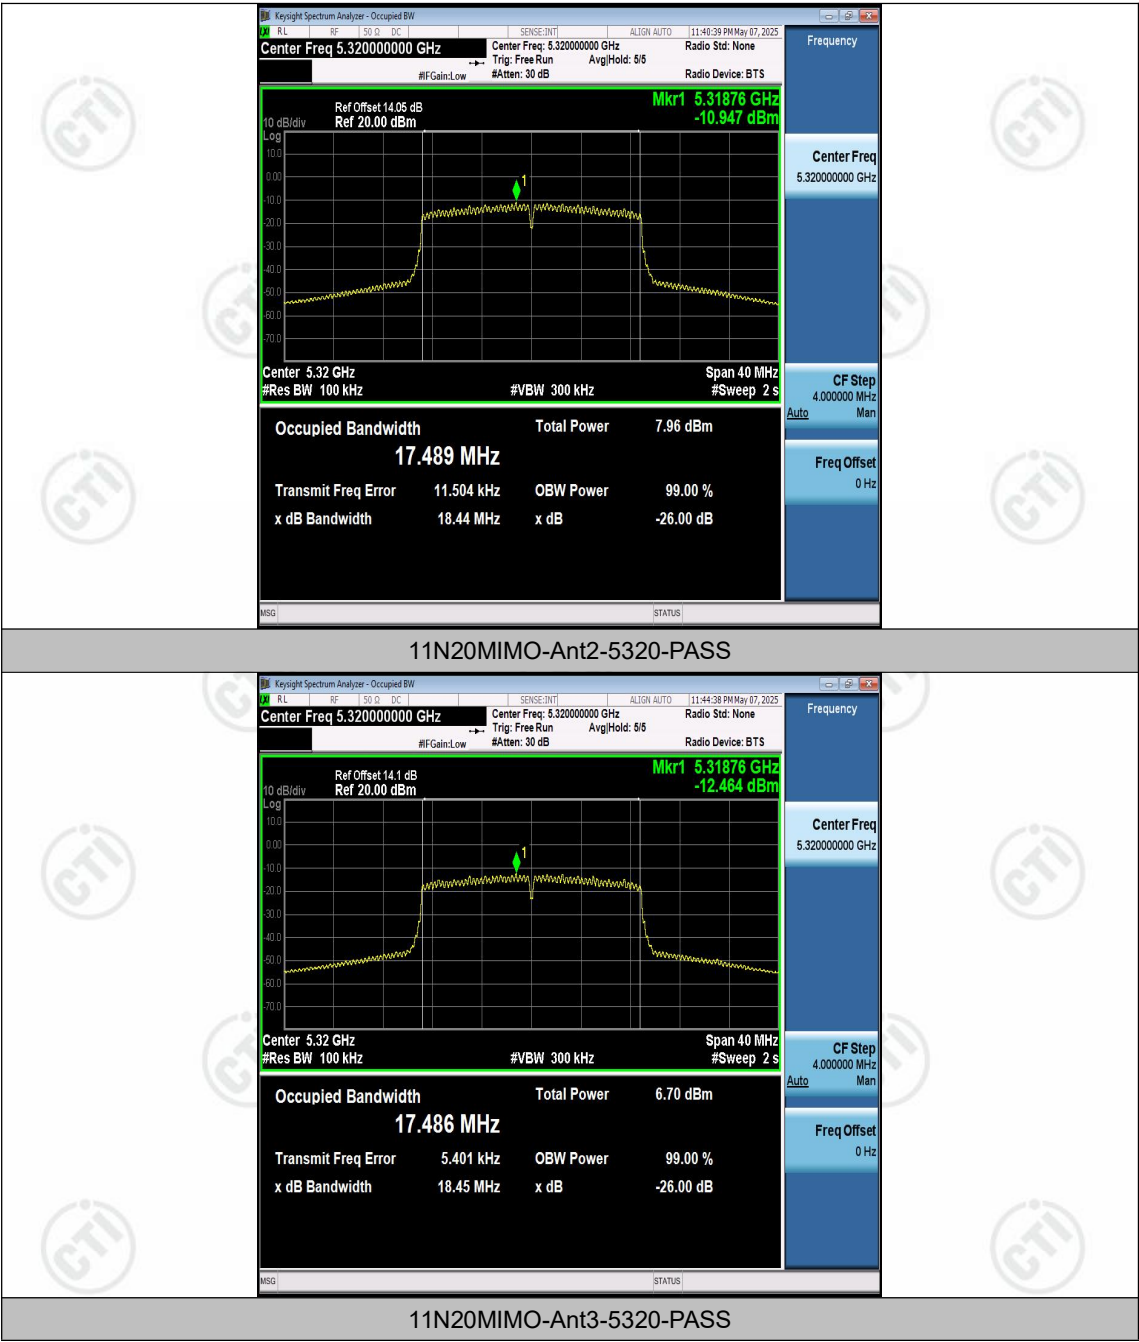 Keysight Spectrum Analyzer - Occupied BW
RL RF 50 Ω DC SENSE:INT ALIGN AUTO 11:40:39 PM May 07, 2025
Center Freq 5.320000000 GHz
Center Freq: 5.320000000 GHz
Radio Std: None
Trig: Free Run Avg|Hold: 5/5
#IFGain:Low
#Atten: 30 dB
Radio Device: BTS
Frequency
Mkr1 5.31876 GHz
-10.947 dBm
Ref Offset 14.05 dB
10 dB/div Ref 20.00 dBm
Log
10.0
0.00
-10.0
-20.0
-30.0
-40.0
-50.0
-60.0
-70.0
1
Center 5.32 GHz Span 40 MHz
#Res BW 100 kHz #VBW 300 kHz #Sweep 2 s
Center Freq
5.320000000 GHz
CF Step
4.000000 MHz
Auto Man
Freq Offset
0 Hz
Occupied Bandwidth Total Power 7.96 dBm
17.489 MHz
Transmit Freq Error 11.504 kHz OBW Power 99.00 %
x dB Bandwidth 18.44 MHz x dB -26.00 dB
MSG STATUS
11N20MIMO-Ant2-5320-PASS
Keysight Spectrum Analyzer - Occupied BW
RL RF 50 Ω DC SENSE:INT ALIGN AUTO 11:44:38 PM May 07, 2025
Center Freq 5.320000000 GHz
Center Freq: 5.320000000 GHz
Radio Std: None
Trig: Free Run Avg|Hold: 5/5
#IFGain:Low
#Atten: 30 dB
Radio Device: BTS
Frequency
Mkr1 5.31876 GHz
-12.464 dBm
Ref Offset 14.1 dB
10 dB/div Ref 20.00 dBm
Log
10.0
0.00
-10.0
-20.0
-30.0
-40.0
-50.0
-60.0
-70.0
1
Center 5.32 GHz Span 40 MHz
#Res BW 100 kHz #VBW 300 kHz #Sweep 2 s
Center Freq
5.320000000 GHz
CF Step
4.000000 MHz
Auto Man
Freq Offset
0 Hz
Occupied Bandwidth Total Power 6.70 dBm
17.486 MHz
Transmit Freq Error 5.401 kHz OBW Power 99.00 %
x dB Bandwidth 18.45 MHz x dB -26.00 dB
MSG STATUS
11N20MIMO-Ant3-5320-PASS
CTI
CTI
CTI
CTI
CTI
CTI
CTI
CTI